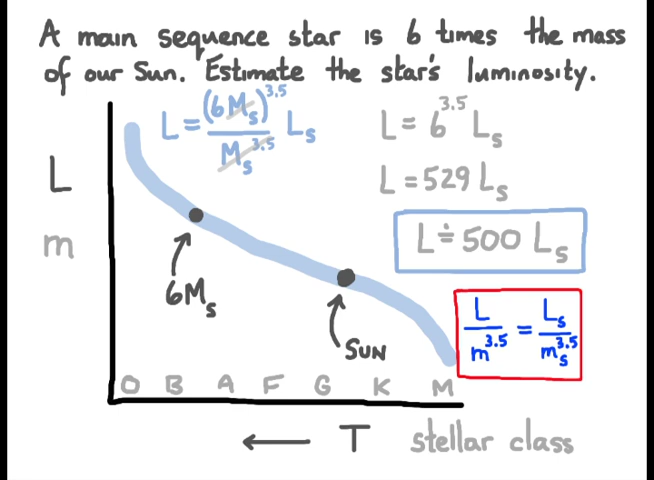 A main sequence star is 6 times the mass
of our Sun. Estimate the star's luminosity.
L = (6Mₛ)^3.5 / Mₛ^3.5 Lₛ
L = 6^3.5 Lₛ
L = 529 Lₛ
L ≐ 500 Lₛ
L
m
6Mₛ
SUN
L / m^3.5 = Lₛ / mₛ^3.5
O B A F G K M
← T stellar class